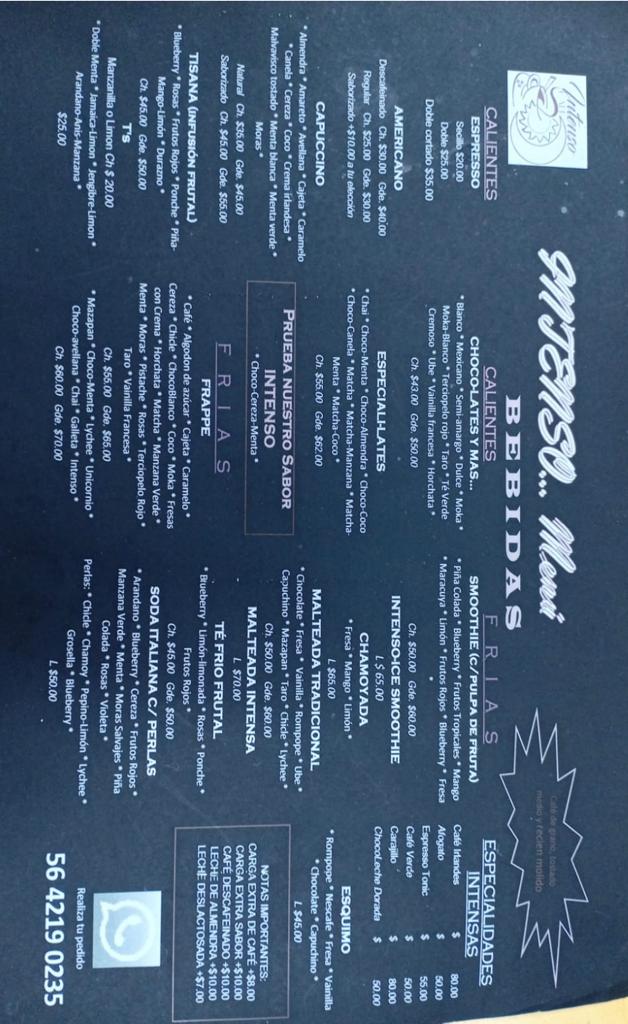 Intenso
INTENSO... Menú
BEBIDAS
Café de grano, tostado
medio y recien molido
CALIENTES
ESPRESSO
Secillo $20.00
Doble $25.00
Doble cortado $35.00
AMERICANO
Descafeinado Ch. $30.00 Gde. $40.00
Regular Ch. $25.00 Gde. $30.00
Saborizado +$10.00 a tu elección
CAPUCCINO
* Almendra * Amareto * Avellana * Cajeta * Caramelo
* Canela * Cereza * Coco * Crema irlandesa *
Malvavisco tostado * Menta blanca * Menta verde *
Moras *
Natural Ch. $35.00 Gde. $45.00
Saborizado Ch. $45.00 Gde. $55.00
TISANA (INFUSIÓN FRUTAL)
* Blueberry * Rosas * Frutos Rojos * Ponche * Piña-
Mango-Limón * Durazno *
Ch. $45.00 Gde. $50.00
T's
Manzanilla o Limon Ch $ 20.00
* Doble Menta * Jamaica-Limon * Jengibre-Limon *
Arandano-Anis-Manzana *
$25.00
CALIENTES
CHOCO-LATES Y MAS...
* Blanco * Mexicano * Semi-amargo * Dulce * Moka *
Moka-Blanco * Terciopelo rojo * Taro * Té Verde
Cremoso * Ube * Vainilla francesa * Horchata *
Ch. $43.00 Gde. $50.00
ESPECIALI-LATES
* Chai * Choco-Menta * Choco-Almendra * Choco-Coco
* Choco-Canela * Matcha * Matcha-Manzana * Matcha-
Menta * Matcha-Coco *
Ch. $55.00 Gde. $62.00
PRUEBA NUESTRO SABOR
INTENSO
* Choco-Cereza-Menta *
FRIAS
FRAPPE
* Café * Algodon de azúcar * Cajeta * Caramelo *
Cereza * Chicle * ChocoBlanco * Coco * Moka * Fresas
con Crema * Horchata * Matcha * Manzana Verde *
Menta * Moras * Pistache * Rosas * Terciopelo Rojo *
Taro * Vainilla Francesa *
Ch. $55.00 Gde. $65.00
* Mazapan * Choco-Menta * Lychee * Unicornio *
Choco-avellana * Chai * Galleta * Intenso *
Ch. $60.00 Gde. $70.00
FRIAS
SMOOTHIE (C/PULPA DE FRUTA)
* Piña Colada * Blueberry * Frutos Tropicales * Mango
* Maracuya * Limón * Frutos Rojos * Blueberry * Fresa
*
Ch. $50.00 Gde. $60.00
INTENSO-ICE SMOOTHIE
L $ 65.00
CHAMOYADA
* Fresa * Mango * Limón *
L $65.00
MALTEADA TRADICIONAL
* Chocolate * Fresa * Vainilla * Rompope * Ube *
Capuchino * Mazapan * Taro * Chicle * Lychee *
Ch. $50.00 Gde. $60.00
MALTEADA INTENSA
L $70.00
TÉ FRIO FRUTAL
* Blueberry * Limón-limonada * Rosas * Ponche *
Frutos Rojos *
Ch. $45.00 Gde. $50.00
SODA ITALIANA C/ PERLAS
* Arandano * Blueberry * Cereza * Frutos Rojos *
Manzana Verde * Menta * Moras Salvajes * Piña
Colada * Rosas * Violeta *
Perlas: * Chicle * Chamoy * Pepino-Limón * Lychee *
Grosella * Blueberry *
L $50.00
ESPECIALIDADES
INTENSAS
Café Irlandes $ 80.00
Afogato $ 50.00
Espresso Tonic $ 55.00
Café Verde $ 50.00
Carajillo $ 80.00
ChocoLeche Dorada $ 50.00
ESQUIMO
* Rompope * Nescafe * Fresa * Vainilla
* Chocolate * Capuchino *
L $45.00
NOTAS IMPORTANTES:
CARGA EXTRA DE CAFÉ +$8.00
CARGA EXTRA SABOR +$10.00
CAFÉ DESCAFEINADO +$10.00
LECHE DE ALMENDRA +$10.00
LECHE DESLACTOSADA +$7.00
Realiza tu pedido
56 4219 0235